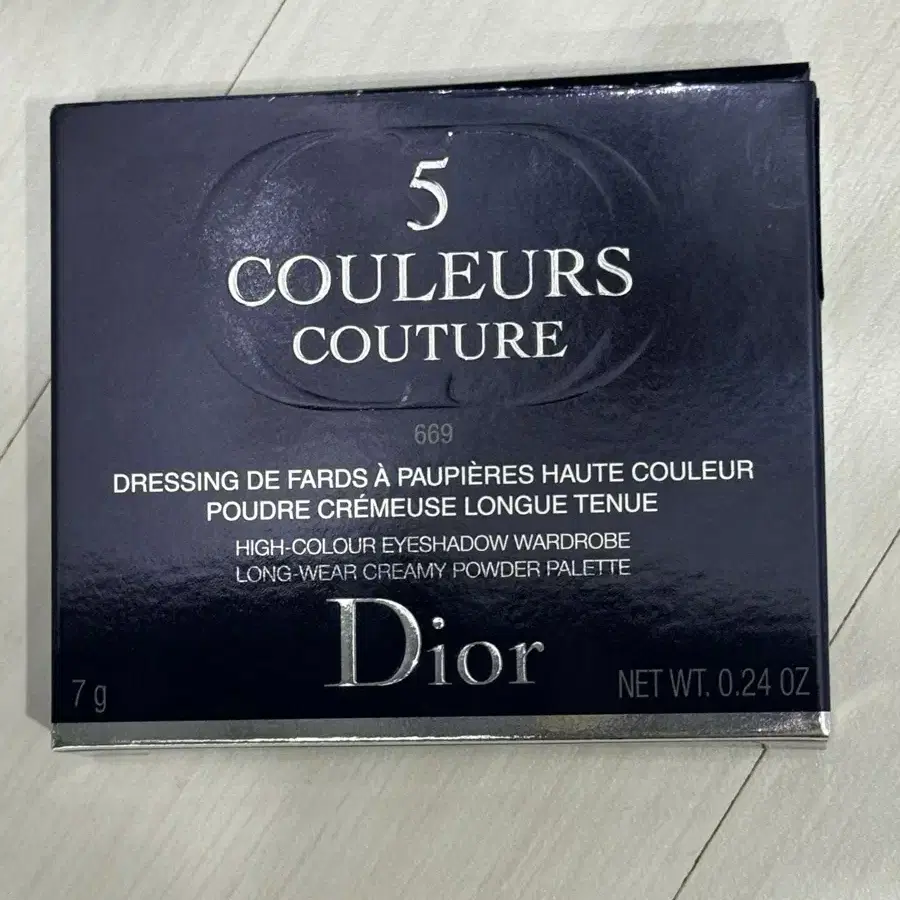 5
COULEURS
COUTURE
669
DRESSING DE FARDS À PAUPIÈRES HAUTE COULEUR
POUDRE CRÉMEUSE LONGUE TENUE
HIGH-COLOUR EYESHADOW WARDROBE
LONG-WEAR CREAMY POWDER PALETTE
Dior
7 g
NET WT. 0.24 OZ